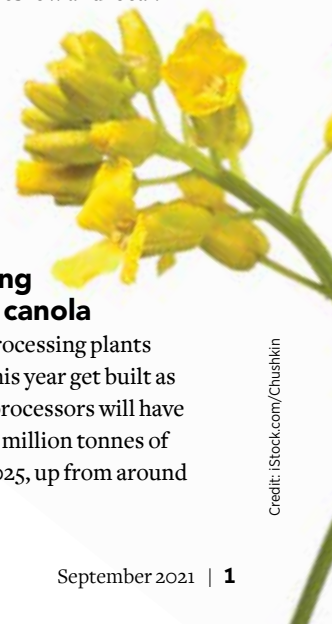 ng
canola
rocessing plants
his year get built as
rocessors will have
million tonnes of
025, up from around
Credit: iStock.com/Chushkin
September 2021 | 1